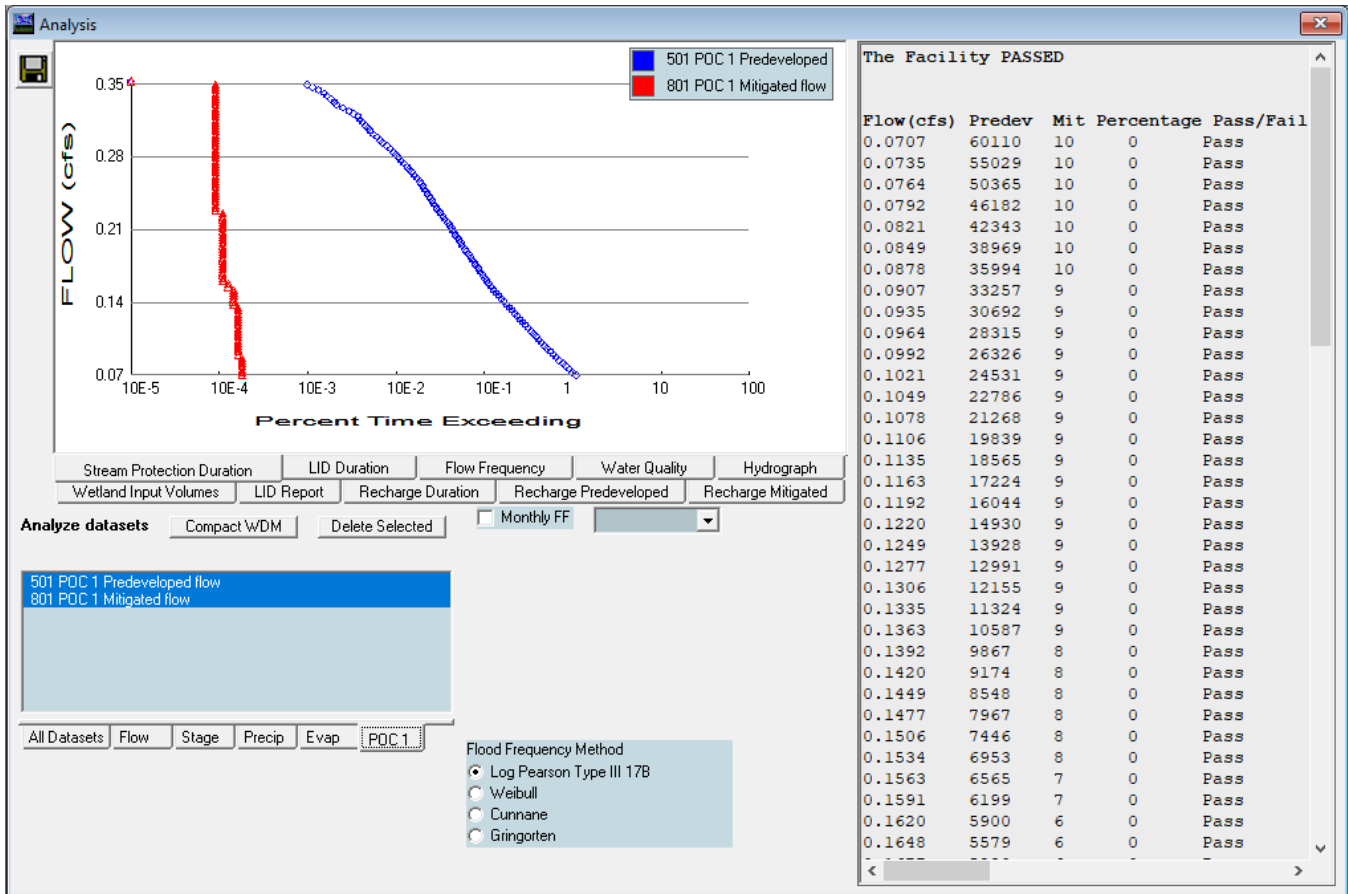 Analysis
501 POC 1 Predeveloped
801 POC 1 Mitigated flow
FLOW (cfs)
0.35
0.28
0.21
0.14
0.07
10E-5 10E-4 10E-3 10E-2 10E-1 1 10 100
Percent Time Exceeding
Stream Protection Duration LID Duration Flow Frequency Water Quality Hydrograph
Wetland Input Volumes LID Report Recharge Duration Recharge Predeveloped Recharge Mitigated
Analyze datasets Compact WDM Delete Selected Monthly FF
501 POC 1 Predeveloped flow
801 POC 1 Mitigated flow
All Datasets Flow Stage Precip Evap POC 1
Flood Frequency Method
Log Pearson Type III 17B
Weibull
Cunnane
Gringorten
The Facility PASSED
Flow(cfs) Predev Mit Percentage Pass/Fail
0.0707 60110 10 0 Pass
0.0735 55029 10 0 Pass
0.0764 50365 10 0 Pass
0.0792 46182 10 0 Pass
0.0821 42343 10 0 Pass
0.0849 38969 10 0 Pass
0.0878 35994 10 0 Pass
0.0907 33257 9 0 Pass
0.0935 30692 9 0 Pass
0.0964 28315 9 0 Pass
0.0992 26326 9 0 Pass
0.1021 24531 9 0 Pass
0.1049 22786 9 0 Pass
0.1078 21268 9 0 Pass
0.1106 19839 9 0 Pass
0.1135 18565 9 0 Pass
0.1163 17224 9 0 Pass
0.1192 16044 9 0 Pass
0.1220 14930 9 0 Pass
0.1249 13928 9 0 Pass
0.1277 12991 9 0 Pass
0.1306 12155 9 0 Pass
0.1335 11324 9 0 Pass
0.1363 10587 9 0 Pass
0.1392 9867 8 0 Pass
0.1420 9174 8 0 Pass
0.1449 8548 8 0 Pass
0.1477 7967 8 0 Pass
0.1506 7446 8 0 Pass
0.1534 6953 8 0 Pass
0.1563 6565 7 0 Pass
0.1591 6199 7 0 Pass
0.1620 5900 6 0 Pass
0.1648 5579 6 0 Pass